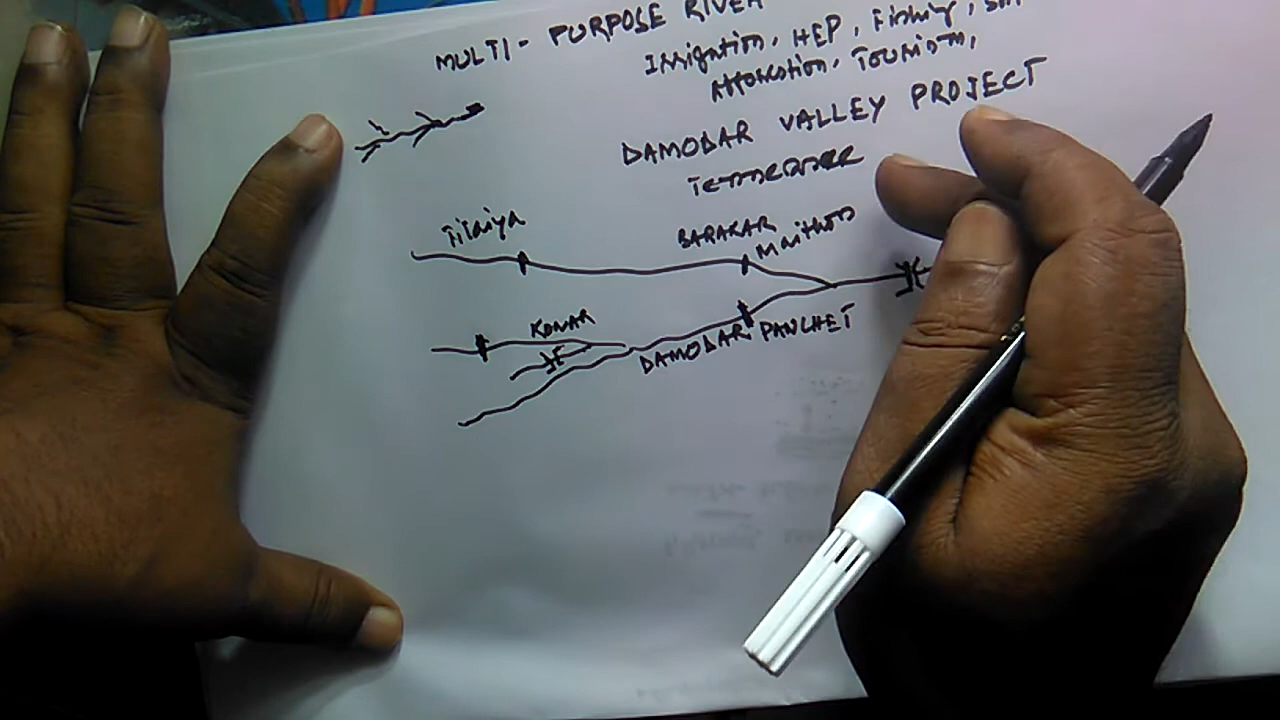 MULTI - PURPOSE RIVER
Irrigation, HEP, Fishing,
Afforestation, Tourism,
DAMODAR VALLEY PROJECT
Tilaiya
BARAKAR
Maithon
KONAR
DAMODAR PANCHET